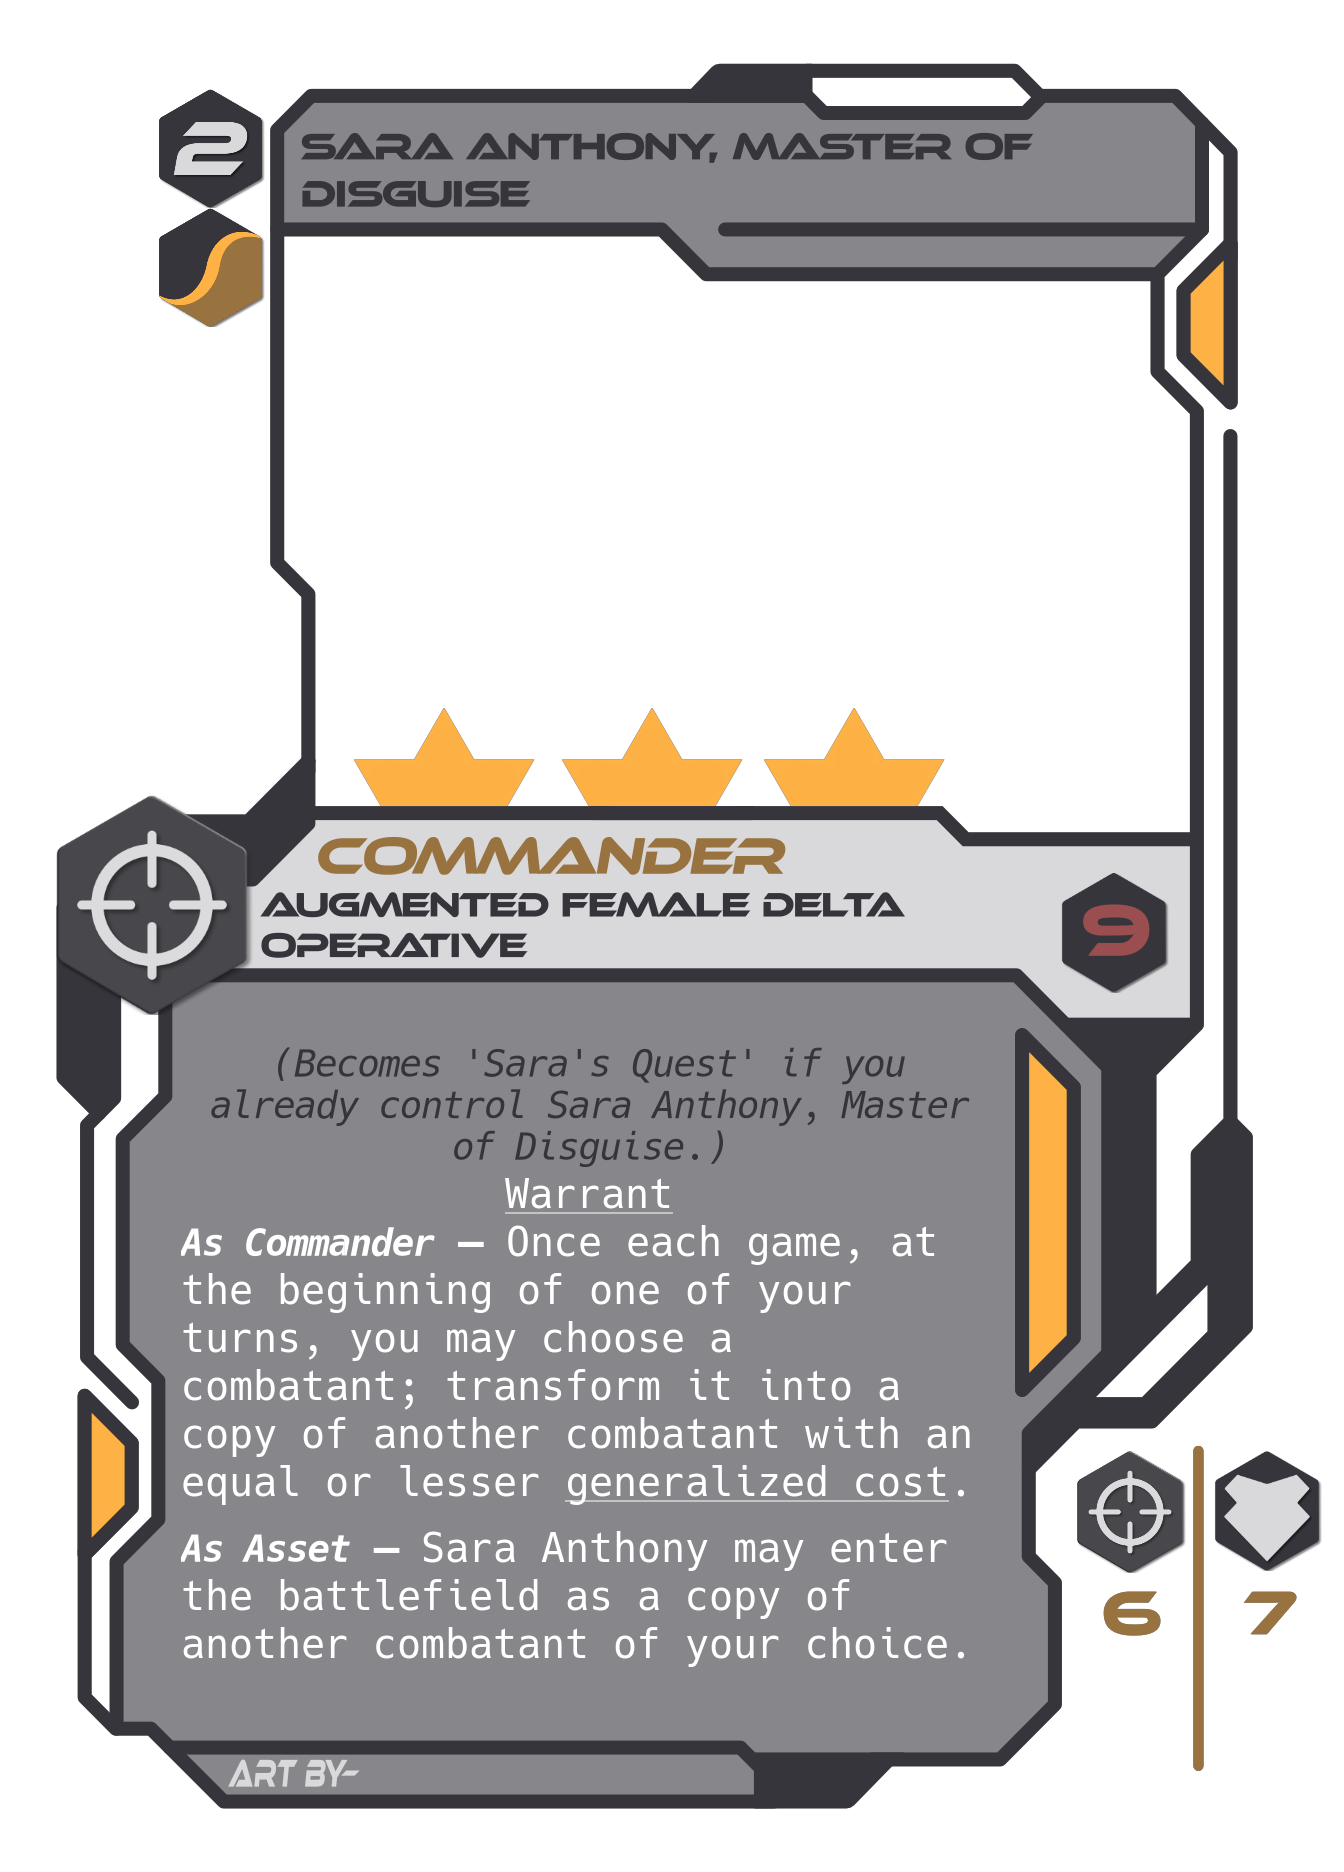 2
SARA ANTHONY, MASTER OF
DISGUISE
COMMANDER
AUGMENTED FEMALE DELTA
OPERATIVE
9
(Becomes 'Sara's Quest' if you
already control Sara Anthony, Master
of Disguise.)
Warrant
As Commander – Once each game, at
the beginning of one of your
turns, you may choose a
combatant; transform it into a
copy of another combatant with an
equal or lesser generalized cost.
As Asset – Sara Anthony may enter
the battlefield as a copy of
another combatant of your choice.
6
7
ART BY-